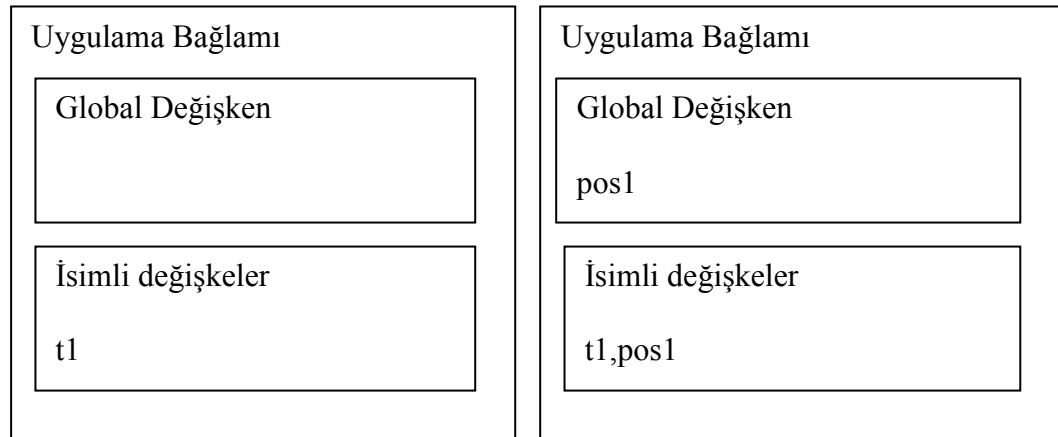 Uygulama Bağlamı
Global Değişken
İsimli değişkeler
t1
Uygulama Bağlamı
Global Değişken
pos1
İsimli değişkeler
t1,pos1